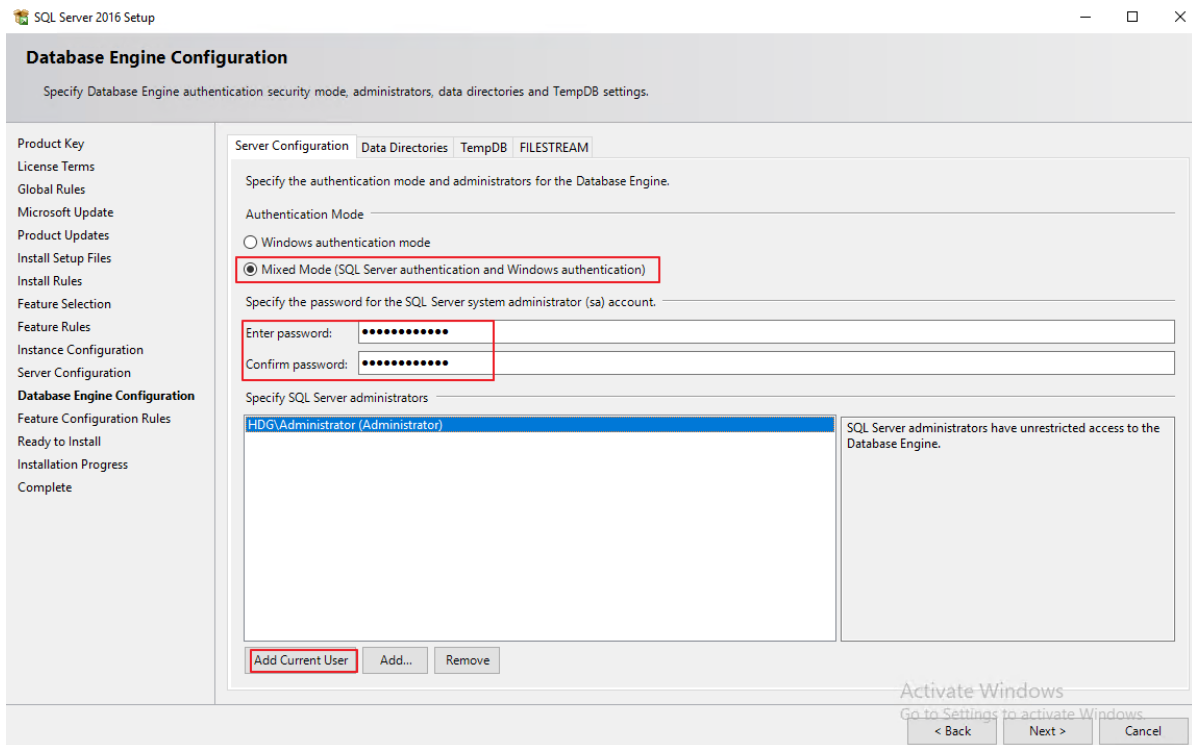 SQL Server 2016 Setup
Database Engine Configuration
Specify Database Engine authentication security mode, administrators, data directories and TempDB settings.
Product Key
License Terms
Global Rules
Microsoft Update
Product Updates
Install Setup Files
Install Rules
Feature Selection
Feature Rules
Instance Configuration
Server Configuration
Database Engine Configuration
Feature Configuration Rules
Ready to Install
Installation Progress
Complete
Server Configuration Data Directories TempDB FILESTREAM
Specify the authentication mode and administrators for the Database Engine.
Authentication Mode
Windows authentication mode
Mixed Mode (SQL Server authentication and Windows authentication)
Specify the password for the SQL Server system administrator (sa) account.
Enter password: ●●●●●●●●●●●●
Confirm password: ●●●●●●●●●●●●
Specify SQL Server administrators
HDG\Administrator (Administrator)
SQL Server administrators have unrestricted access to the
Database Engine.
Add Current User Add... Remove
Activate Windows
Go to Settings to activate Windows.
< Back Next > Cancel